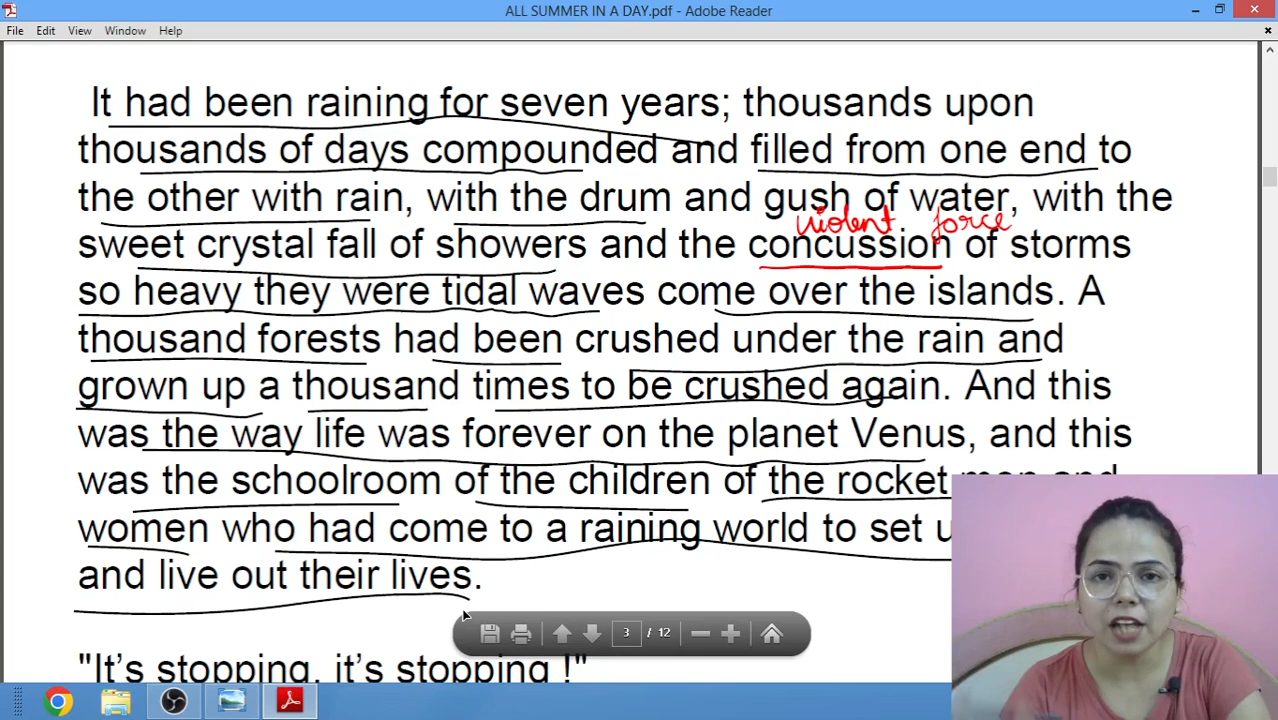 ALL SUMMER IN A DAY.pdf - Adobe Reader
File Edit View Window Help
It had been raining for seven years; thousands upon
thousands of days compounded and filled from one end to
the other with rain, with the drum and gush of water, with the
violent force
sweet crystal fall of showers and the concussion of storms
so heavy they were tidal waves come over the islands. A
thousand forests had been crushed under the rain and
grown up a thousand times to be crushed again. And this
was the way life was forever on the planet Venus, and this
was the schoolroom of the children of the rocket men and
women who had come to a raining world to set u
and live out their lives.
3 / 12
"It's stopping, it's stopping !"